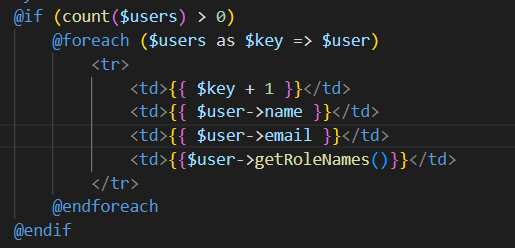 @if (count($users) > 0)
@foreach ($users as $key => $user)
<tr>
<td>{{ $key + 1 }}</td>
<td>{{ $user->name }}</td>
<td>{{ $user->email }}</td>
<td>{{$user->getRoleNames()}}</td>
</tr>
@endforeach
@endif